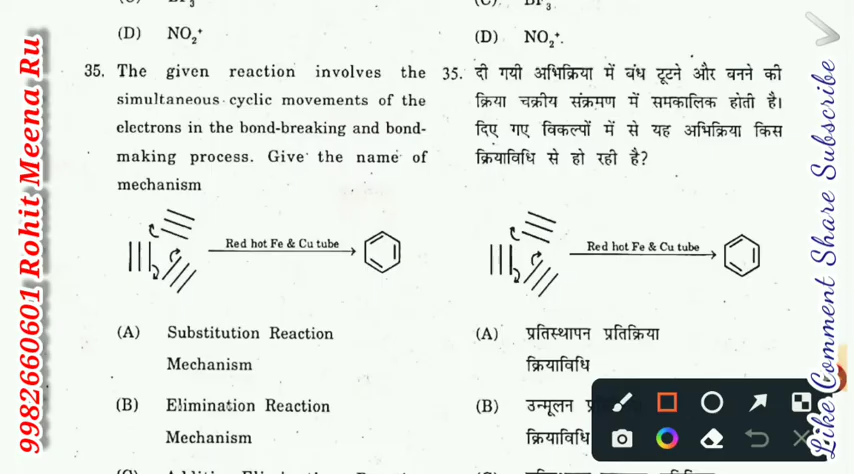 (D) NO₂⁺
35. The given reaction involves the
simultaneous cyclic movements of the
electrons in the bond-breaking and bond-
making process. Give the name of
mechanism
Red hot Fe & Cu tube
(A) Substitution Reaction
Mechanism
(B) Elimination Reaction
Mechanism
(C) BF₃
(D) NO₂⁺.
35. दी गयी अभिक्रिया में बंध टूटने और बनने की
क्रिया चक्रीय संक्रमण में समकालिक होती है।
दिए गए विकल्पों में से यह अभिक्रिया किस
क्रियाविधि से हो रही है?
Red hot Fe & Cu tube
(A) प्रतिस्थापन प्रतिक्रिया
क्रियाविधि
(B) उन्मूलन
क्रियाविधि
9982660601 Rohit Meena Ru
Like Comment Share Subscribe